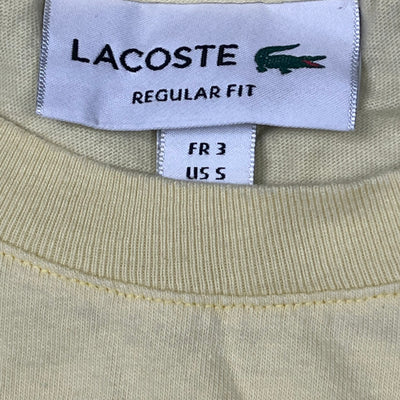 LACOSTE
REGULAR FIT
FR 3
US S